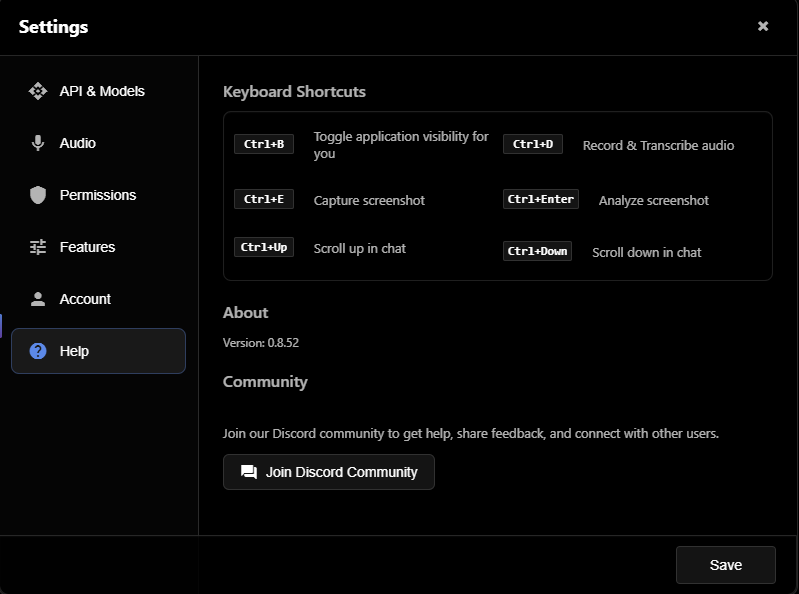 Settings
API & Models
Audio
Permissions
Features
Account
Help
Keyboard Shortcuts
Ctrl+B
Toggle application visibility for
you
Ctrl+D
Record & Transcribe audio
Ctrl+E
Capture screenshot
Ctrl+Enter
Analyze screenshot
Ctrl+Up
Scroll up in chat
Ctrl+Down
Scroll down in chat
About
Version: 0.8.52
Community
Join our Discord community to get help, share feedback, and connect with other users.
Join Discord Community
Save